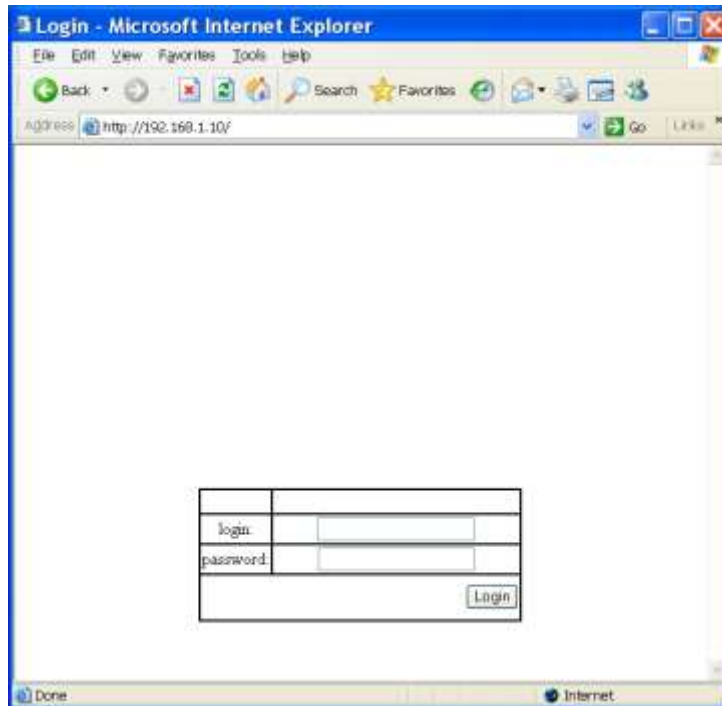 Login - Microsoft Internet Explorer
File Edit View Favorites Tools Help
Back Search Favorites
Address http://192.168.1.10/ Go Links »
login:
password:
Login
Done Internet